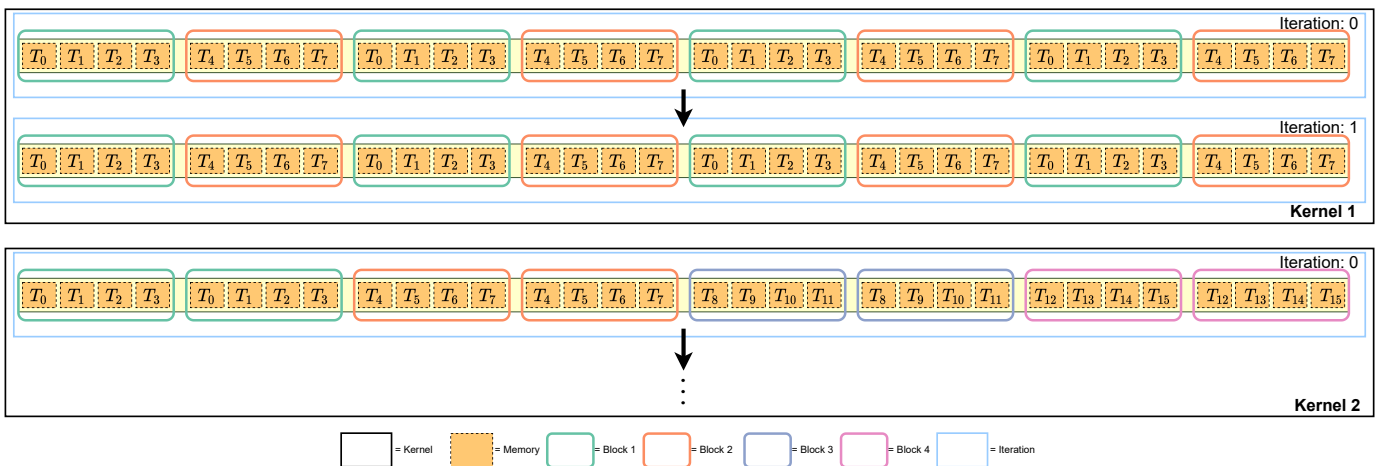 Iteration: 0
T₀ T₁ T₂ T₃ T₄ T₅ T₆ T₇ T₀ T₁ T₂ T₃ T₄ T₅ T₆ T₇ T₀ T₁ T₂ T₃ T₄ T₅ T₆ T₇ T₀ T₁ T₂ T₃ T₄ T₅ T₆ T₇
Iteration: 1
T₀ T₁ T₂ T₃ T₄ T₅ T₆ T₇ T₀ T₁ T₂ T₃ T₄ T₅ T₆ T₇ T₀ T₁ T₂ T₃ T₄ T₅ T₆ T₇ T₀ T₁ T₂ T₃ T₄ T₅ T₆ T₇
Kernel 1
Iteration: 0
T₀ T₁ T₂ T₃ T₀ T₁ T₂ T₃ T₄ T₅ T₆ T₇ T₄ T₅ T₆ T₇ T₈ T₉ T₁₀ T₁₁ T₈ T₉ T₁₀ T₁₁ T₁₂ T₁₃ T₁₄ T₁₅ T₁₂ T₁₃ T₁₄ T₁₅
Kernel 2
= Kernel = Memory = Block 1 = Block 2 = Block 3 = Block 4 = Iteration